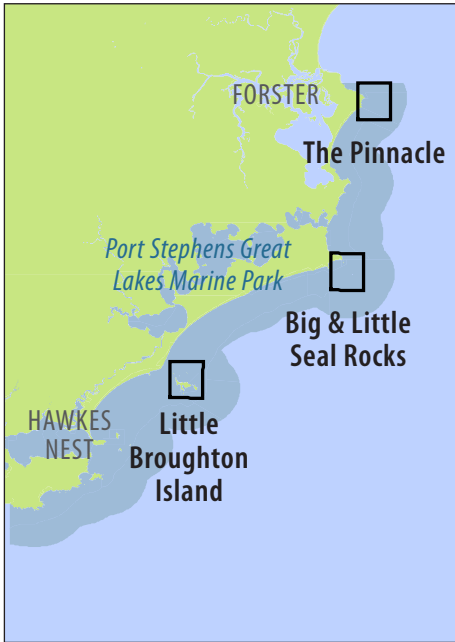 FORSTER
The Pinnacle
Port Stephens Great
Lakes Marine Park
Big & Little
Seal Rocks
HAWKES
NEST
Little
Broughton
Island